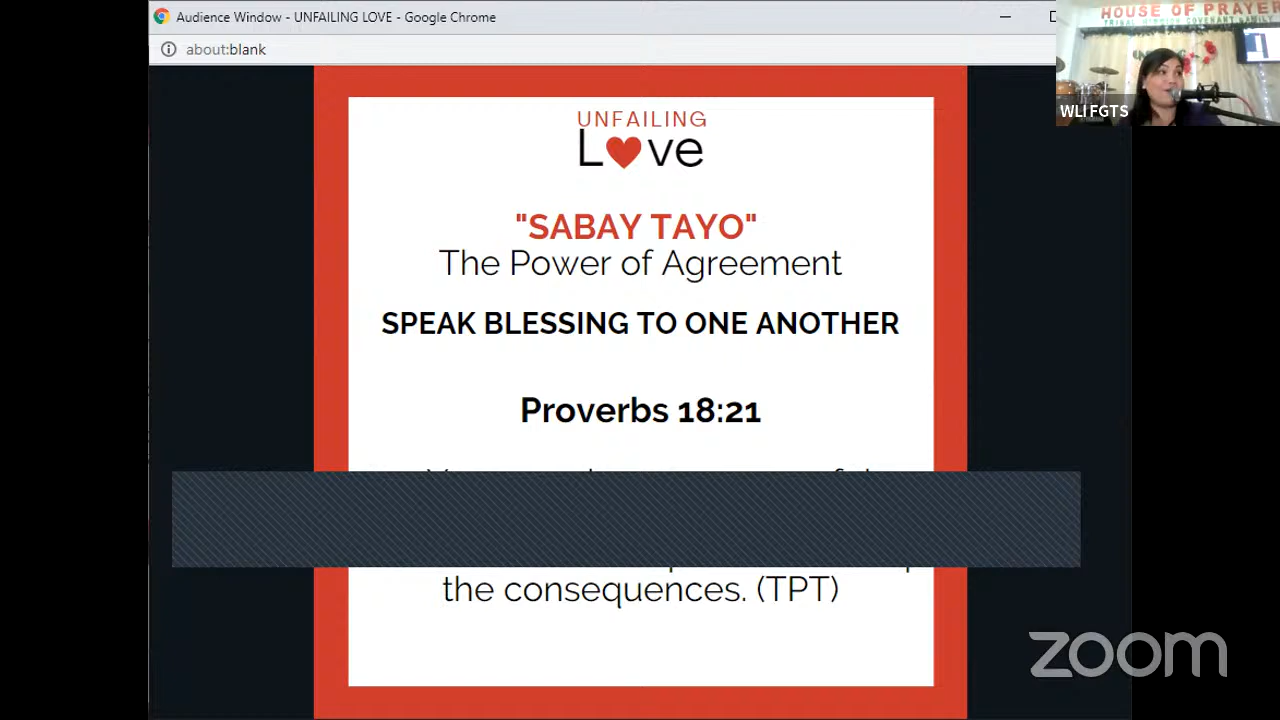 Audience Window - UNFAILING LOVE - Google Chrome
about:blank
HOUSE OF PRAYER
WLI FGTS
UNFAILING
Love
"SABAY TAYO"
The Power of Agreement
SPEAK BLESSING TO ONE ANOTHER
Proverbs 18:21
the consequences. (TPT)
zoom